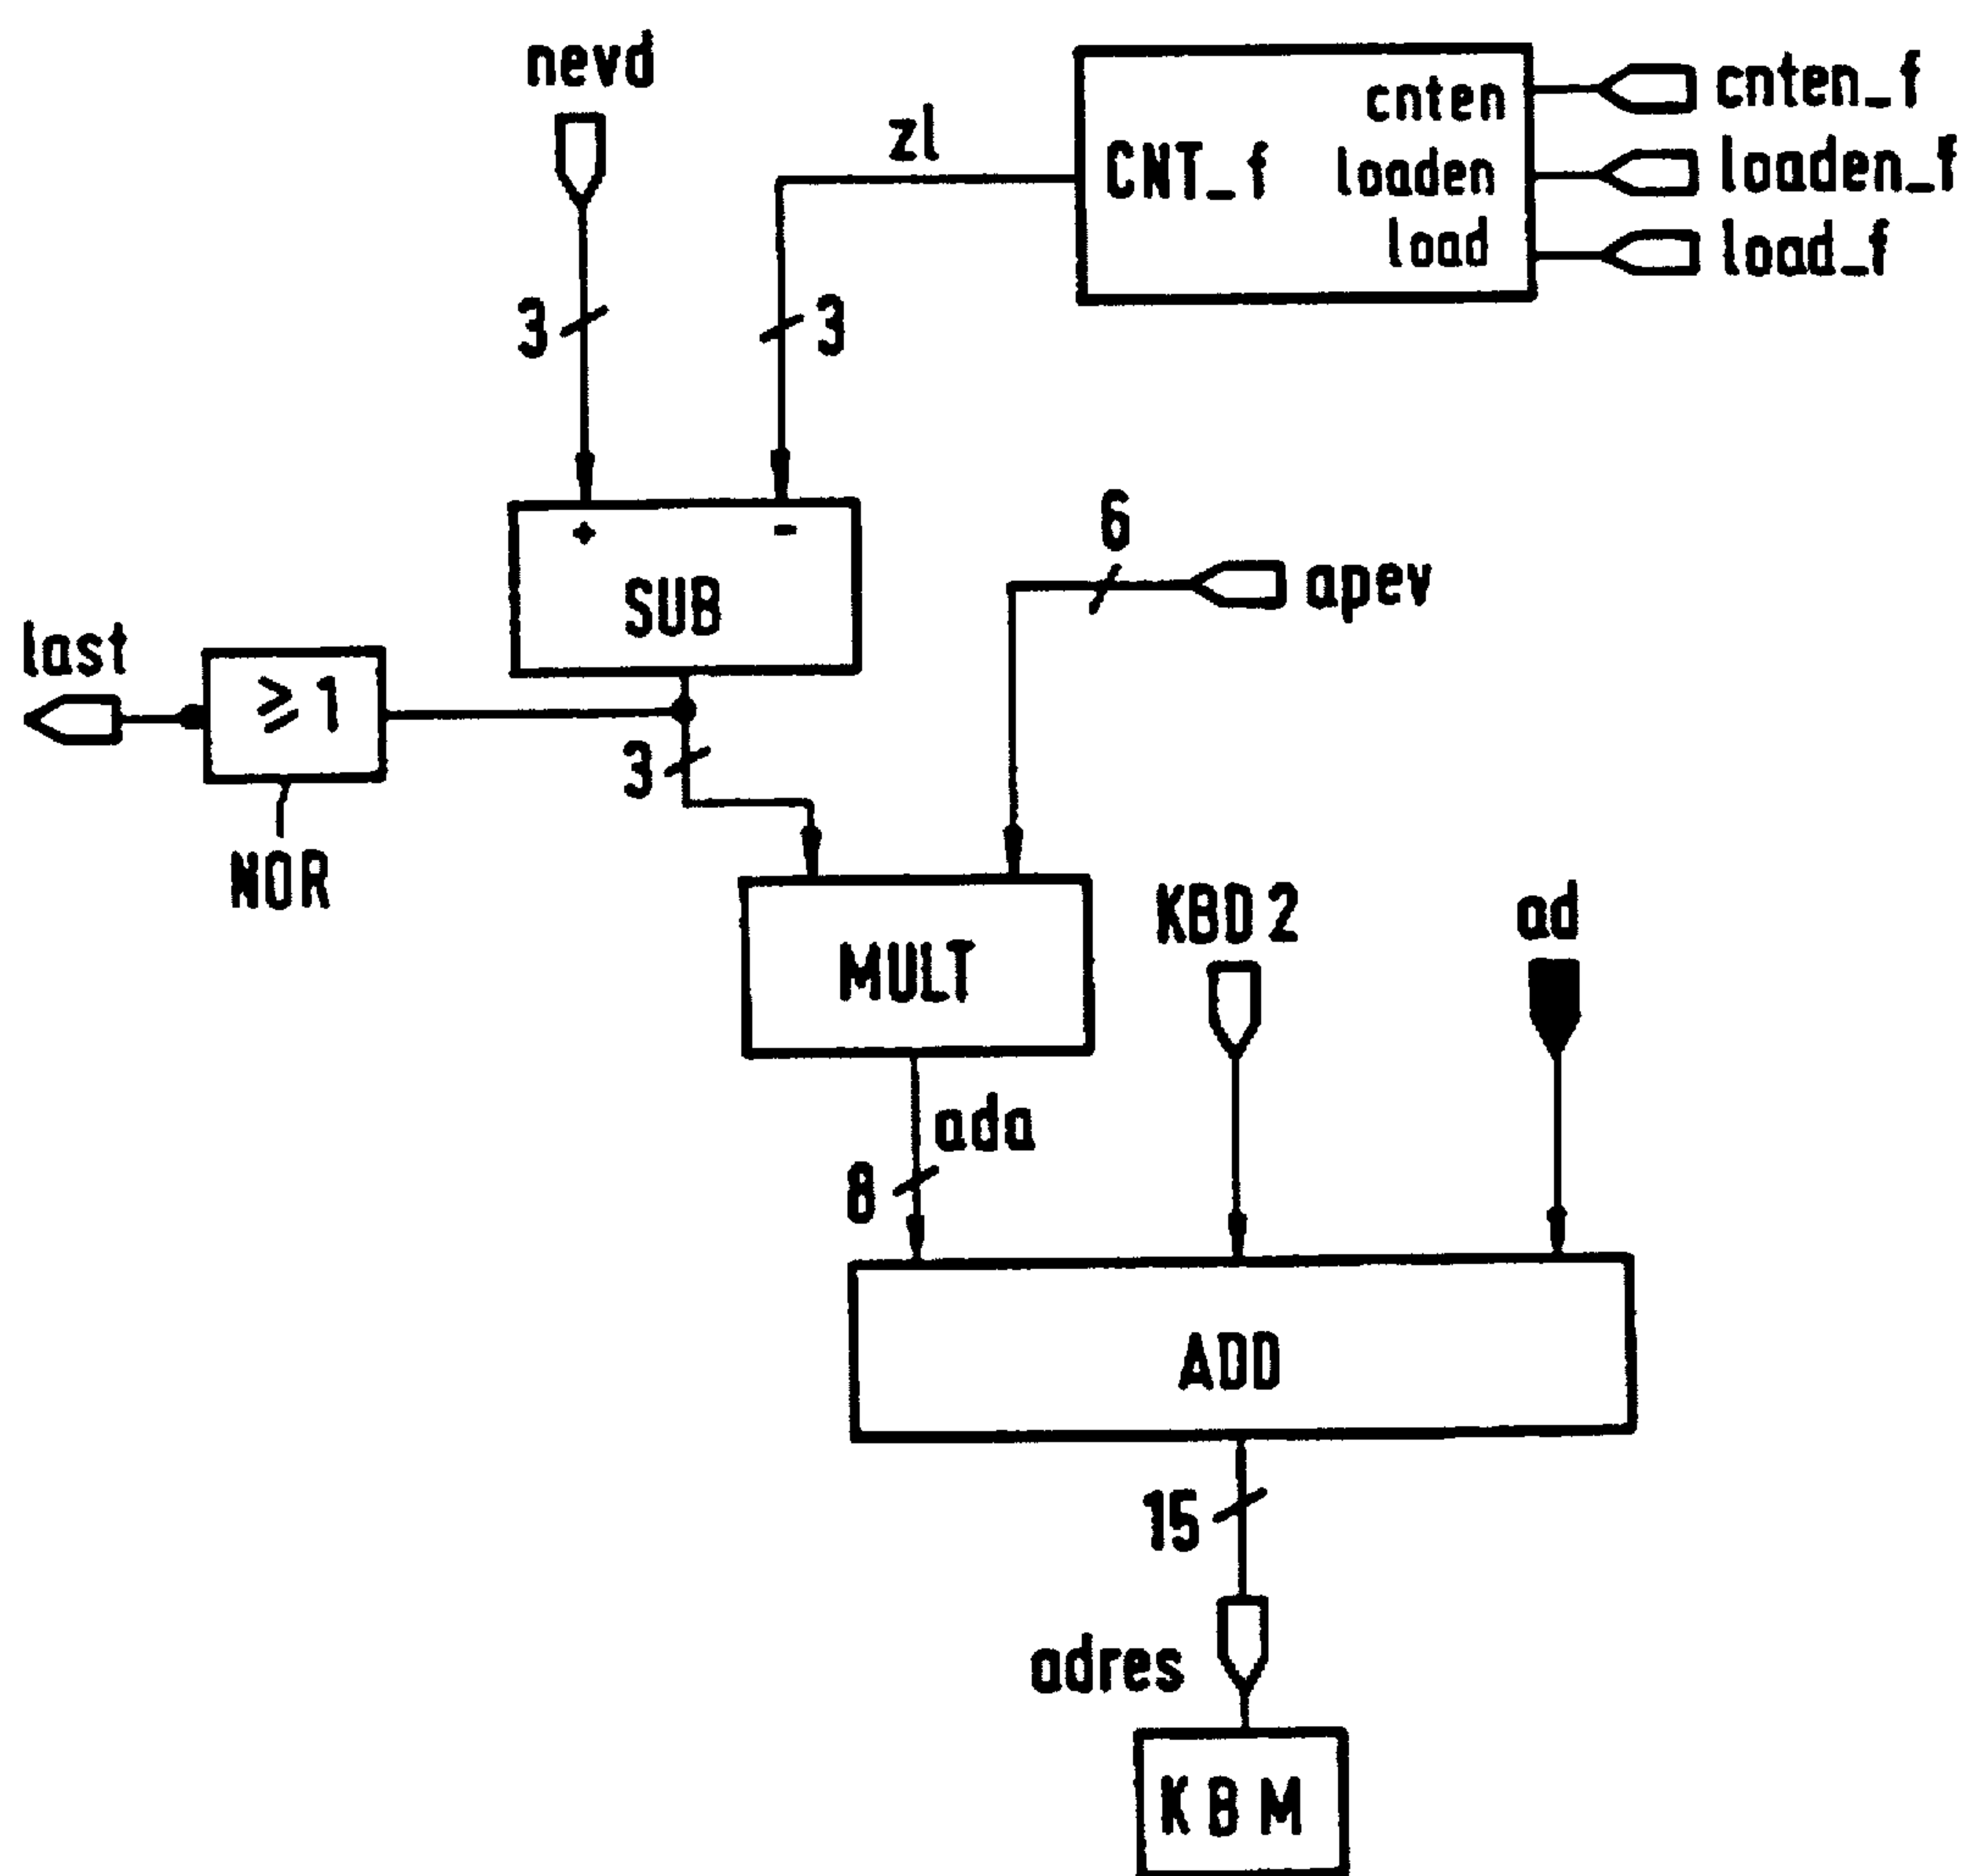 nevd
cnten_f
cnten
zl
CNT_f
loaden
loaden_f
load
load_f
3
3
+
-
6
SUB
apev
last
≥1
3
NOR
KBD 2
ad
MULT
ada
8
ADD
15
adres
KBM